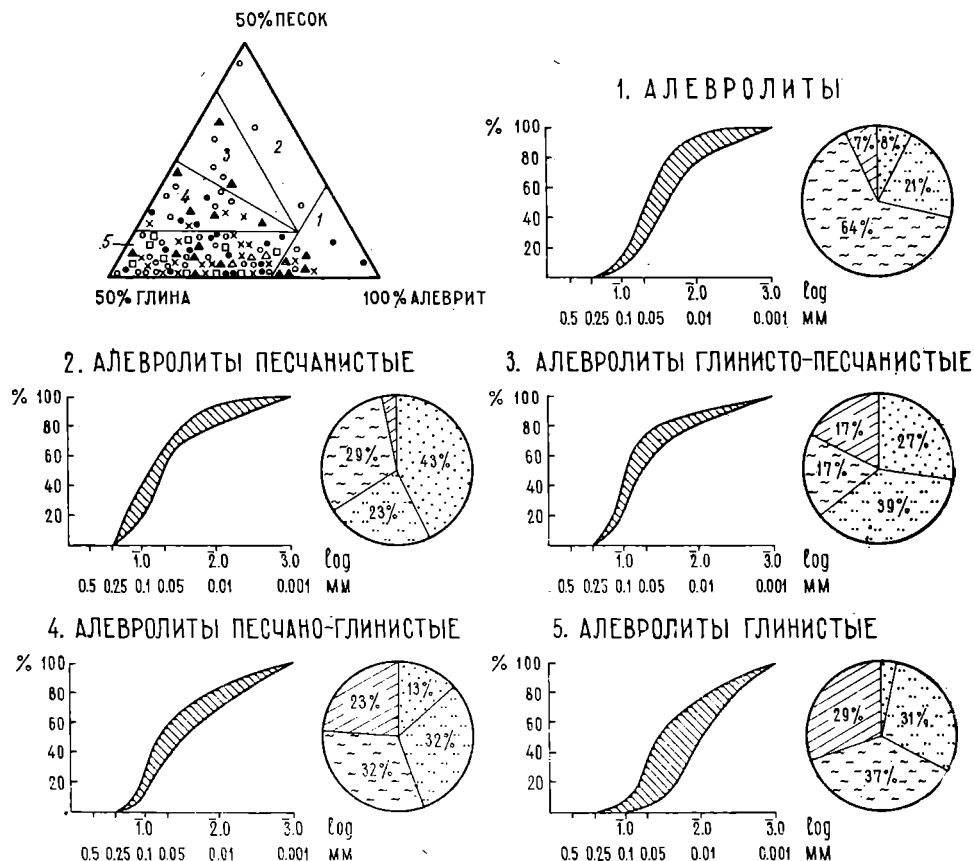 50% ПЕСОК
1
2
3
4
5
50% ГЛИНА
100% АЛЕВРИТ
1. АЛЕВРОЛИТЫ
% 100
80
60
40
20
1.0 2.0 3.0 log
0.5 0.25 0.1 0.05 0.01 0.001 ММ
7% 8%
21%
64%
2. АЛЕВРОЛИТЫ ПЕСЧАНИСТЫЕ
% 100
80
60
40
20
1.0 2.0 3.0 log
0.5 0.25 0.1 0.05 0.01 0.001 ММ
29% 43%
23%
3. АЛЕВРОЛИТЫ ГЛИНИСТО-ПЕСЧАНИСТЫЕ
% 100
80
60
40
20
1.0 2.0 3.0 log
0.5 0.25 0.1 0.05 0.01 0.001 ММ
17% 27%
17%
39%
4. АЛЕВРОЛИТЫ ПЕСЧАНО-ГЛИНИСТЫЕ
% 100
80
60
40
20
1.0 2.0 3.0 log
0.5 0.25 0.1 0.05 0.01 0.001 ММ
23% 13%
32%
32%
5. АЛЕВРОЛИТЫ ГЛИНИСТЫЕ
% 100
80
60
40
20
1.0 2.0 3.0 log
0.5 0.25 0.1 0.05 0.01 0.001 ММ
29% 31%
37%